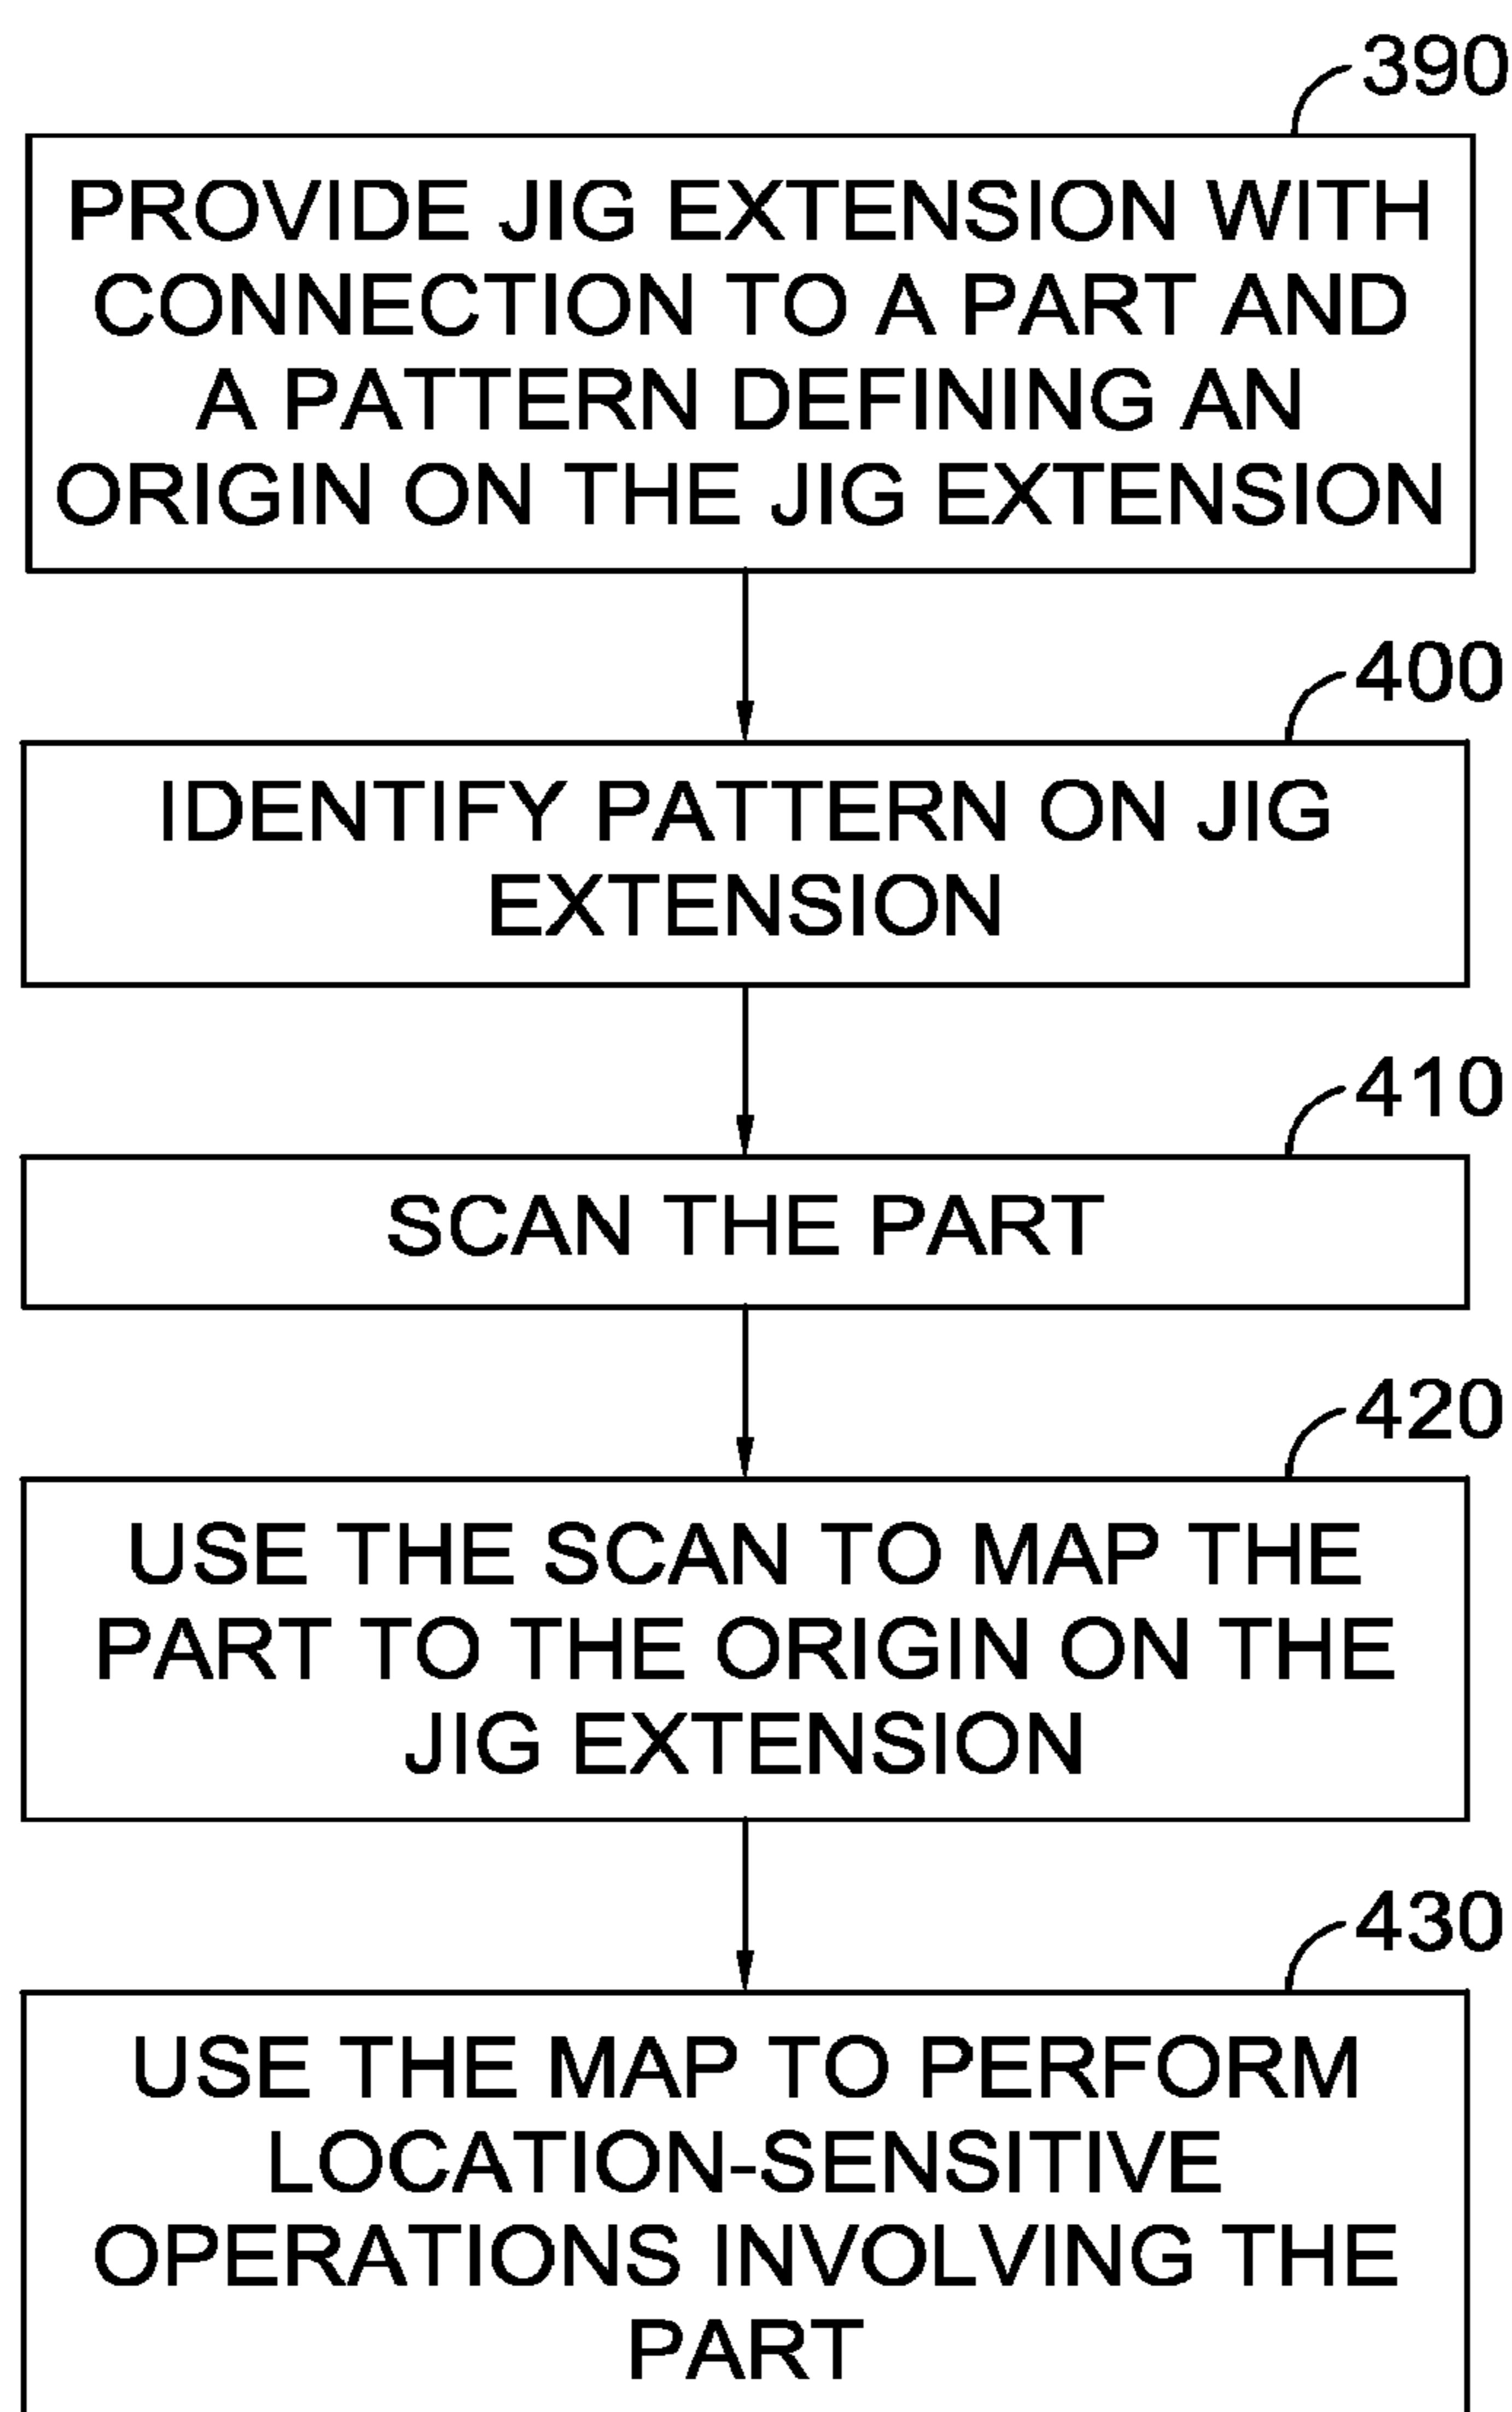 390
PROVIDE JIG EXTENSION WITH
CONNECTION TO A PART AND
A PATTERN DEFINING AN
ORIGIN ON THE JIG EXTENSION
400
IDENTIFY PATTERN ON JIG
EXTENSION
410
SCAN THE PART
420
USE THE SCAN TO MAP THE
PART TO THE ORIGIN ON THE
JIG EXTENSION
430
USE THE MAP TO PERFORM
LOCATION-SENSITIVE
OPERATIONS INVOLVING THE
PART